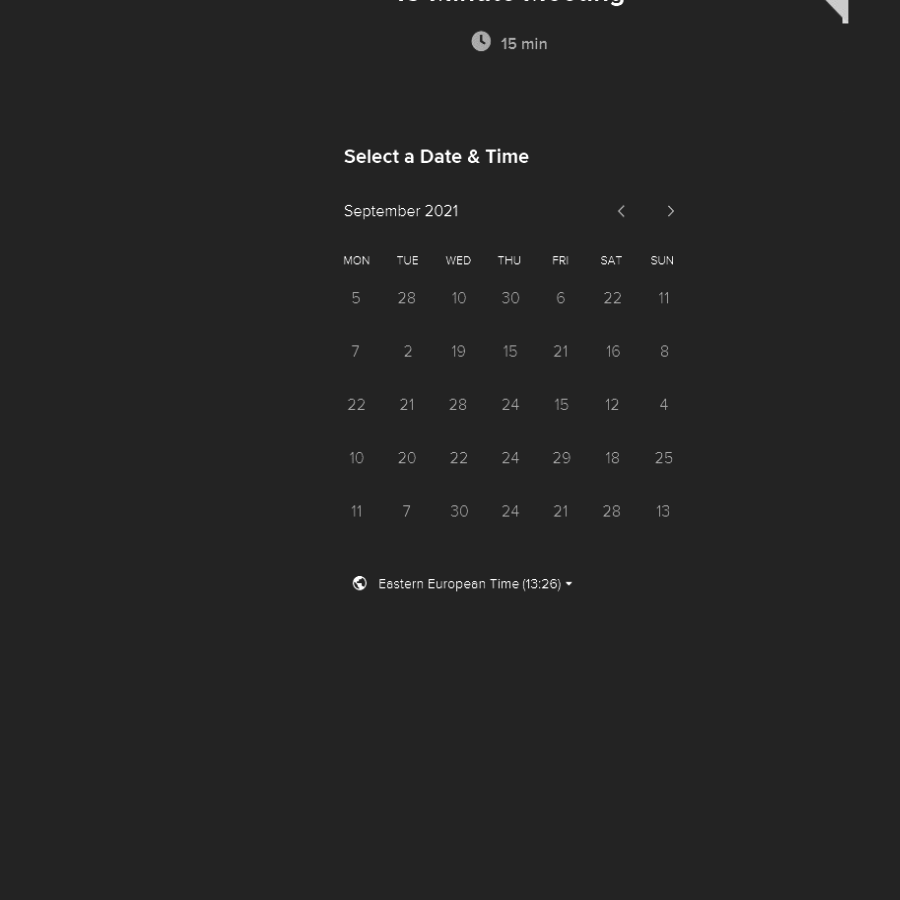 15 min
Select a Date & Time
September 2021
MON TUE WED THU FRI SAT SUN
5 28 10 30 6 22 11
7 2 19 15 21 16 8
22 21 28 24 15 12 4
10 20 22 24 29 18 25
11 7 30 24 21 28 13
Eastern European Time (13:26)